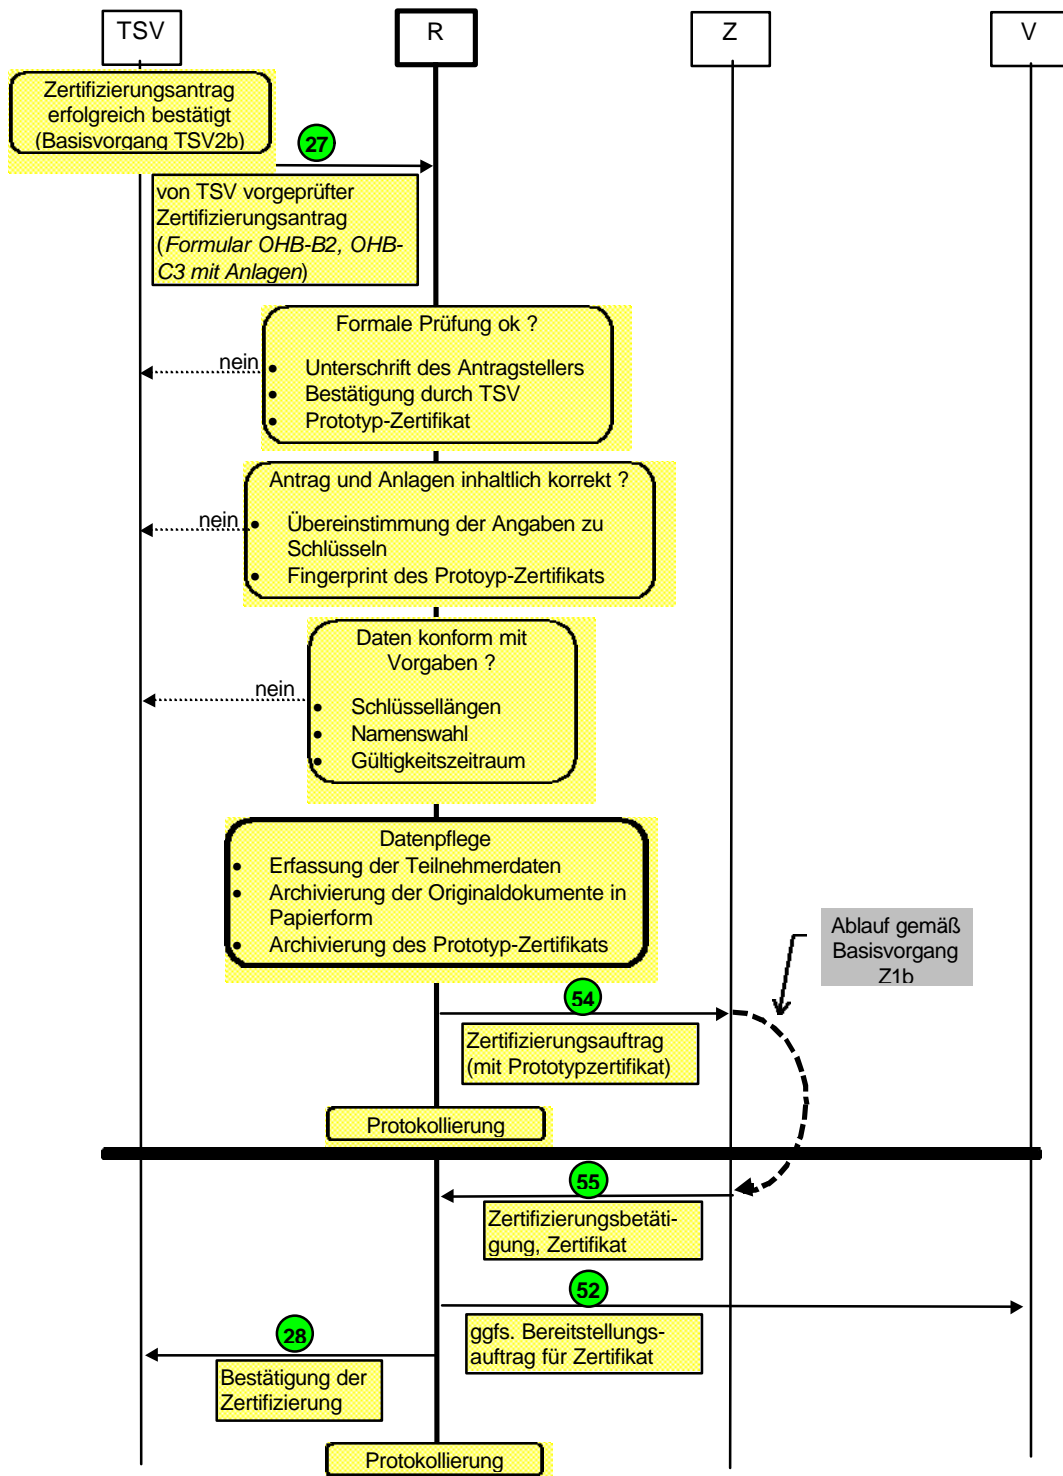 TSV
R
Z
V
Zertifizierungsantrag
erfolgreich bestätigt
(Basisvorgang TSV2b)
27
von TSV vorgeprüfter
Zertifizierungsantrag
(Formular OHB-B2, OHB-
C3 mit Anlagen)
Formale Prüfung ok ?
nein
• Unterschrift des Antragstellers
• Bestätigung durch TSV
• Prototyp-Zertifikat
Antrag und Anlagen inhaltlich korrekt ?
nein
• Übereinstimmung der Angaben zu
Schlüsseln
• Fingerprint des Protoyp-Zertifikats
Daten konform mit
Vorgaben ?
nein
• Schlüssellängen
• Namenswahl
• Gültigkeitszeitraum
Datenpflege
• Erfassung der Teilnehmerdaten
• Archivierung der Originaldokumente in
Papierform
• Archivierung des Prototyp-Zertifikats
Ablauf gemäß
Basisvorgang
Z1b
54
Zertifizierungsauftrag
(mit Prototypzertifikat)
Protokollierung
55
Zertifizierungsbetäti-
gung, Zertifikat
52
ggfs. Bereitstellungs-
auftrag für Zertifikat
28
Bestätigung der
Zertifizierung
Protokollierung